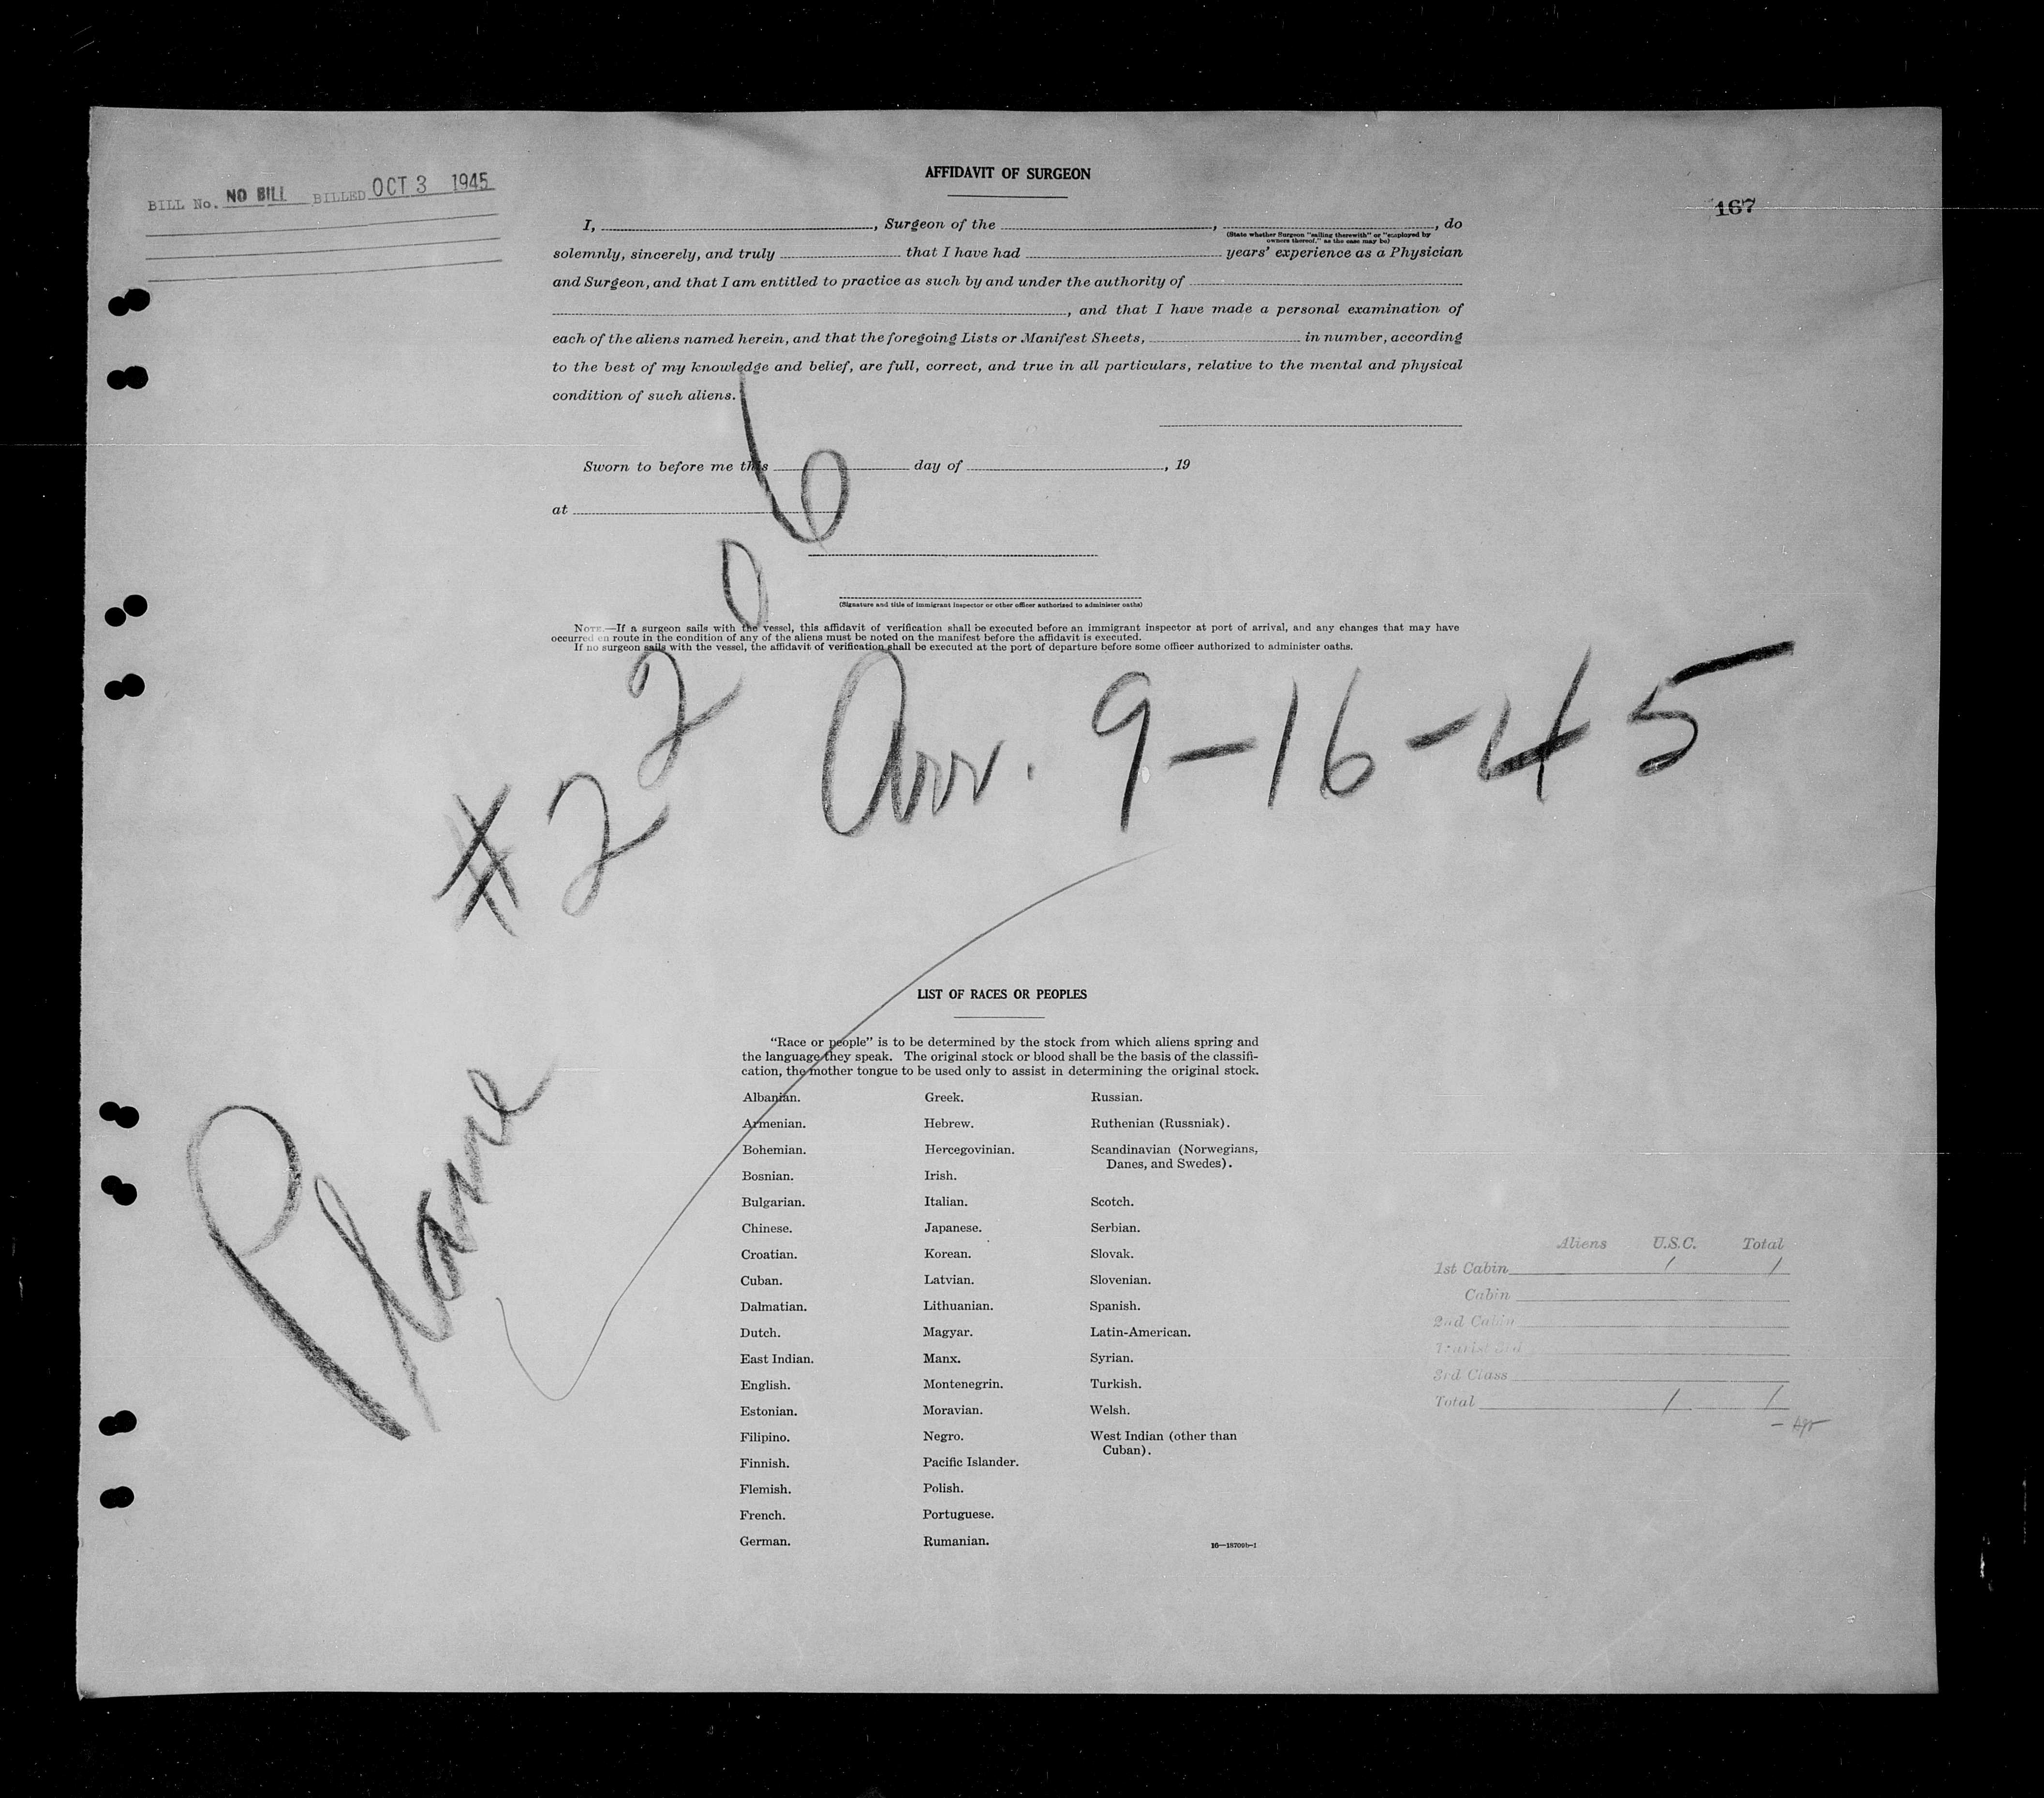 BILL No. NO BILL BILLED OCT 3 1945
167
AFFIDAVIT OF SURGEON
I, , Surgeon of the , , do
(State whether Surgeon "sailing therewith" or "employed by
owners thereof," as the case may be)
solemnly, sincerely, and truly that I have had years' experience as a Physician
and Surgeon, and that I am entitled to practice as such by and under the authority of
, and that I have made a personal examination of
each of the aliens named herein, and that the foregoing Lists or Manifest Sheets, in number, according
to the best of my knowledge and belief, are full, correct, and true in all particulars, relative to the mental and physical
condition of such aliens.
Sworn to before me this day of , 19
at
(Signature and title of immigrant inspector or other officer authorized to administer oaths)
NOTE.—If a surgeon sails with the vessel, this affidavit of verification shall be executed before an immigrant inspector at port of arrival, and any changes that may have
occurred en route in the condition of any of the aliens must be noted on the manifest before the affidavit is executed.
If no surgeon sails with the vessel, the affidavit of verification shall be executed at the port of departure before some officer authorized to administer oaths.
Plane #2206
Arr. 9-16-45
LIST OF RACES OR PEOPLES
"Race or people" is to be determined by the stock from which aliens spring and
the language they speak. The original stock or blood shall be the basis of the classifi-
cation, the mother tongue to be used only to assist in determining the original stock.
Albanian.
Armenian.
Bohemian.
Bosnian.
Bulgarian.
Chinese.
Croatian.
Cuban.
Dalmatian.
Dutch.
East Indian.
English.
Estonian.
Filipino.
Finnish.
Flemish.
French.
German.
Greek.
Hebrew.
Hercegovinian.
Irish.
Italian.
Japanese.
Korean.
Latvian.
Lithuanian.
Magyar.
Manx.
Montenegrin.
Moravian.
Negro.
Pacific Islander.
Polish.
Portuguese.
Rumanian.
Russian.
Ruthenian (Russniak).
Scandinavian (Norwegians,
Danes, and Swedes).
Scotch.
Serbian.
Slovak.
Slovenian.
Spanish.
Latin-American.
Syrian.
Turkish.
Welsh.
West Indian (other than
Cuban).
16—18709b-1
Aliens U.S.C. Total
1st Cabin 1 1
Cabin
2nd Cabin
Tourist 3rd
3rd Class
Total 1 1